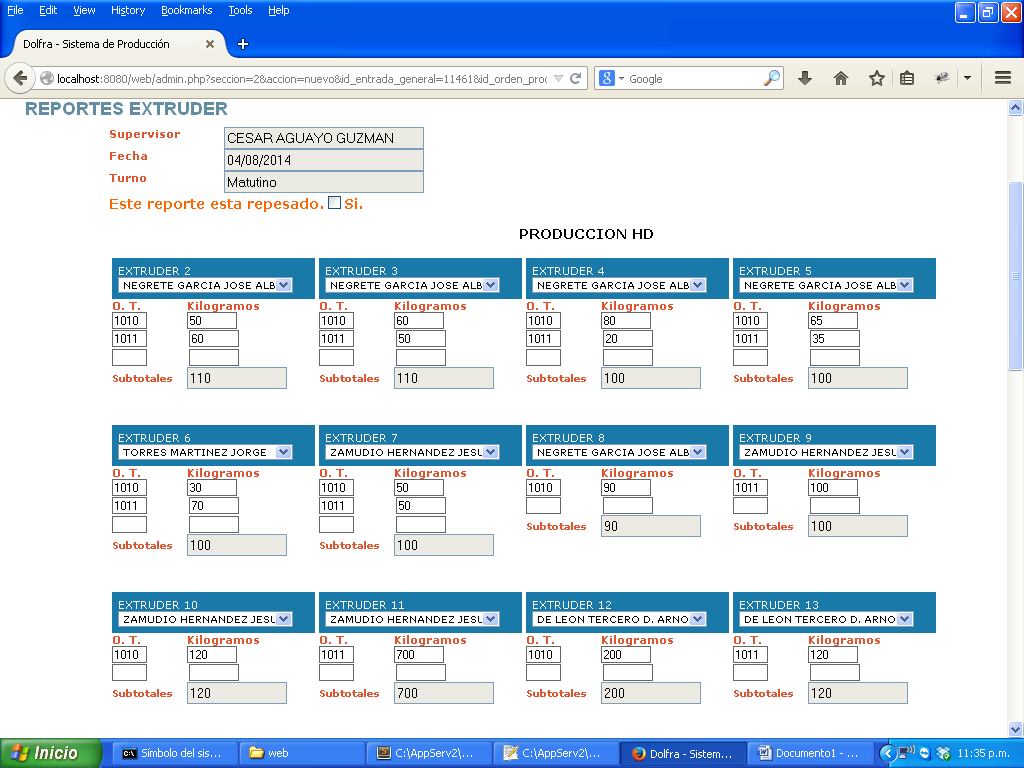 File Edit View History Bookmarks Tools Help
Dolfra - Sistema de Producción
localhost:8080/web/admin.php?seccion=2&accion=nuevo&id_entrada_general=11461&id_orden_proc
Google
REPORTES EXTRUDER
Supervisor CESAR AGUAYO GUZMAN
Fecha 04/08/2014
Turno Matutino
Este reporte esta repesado. Si.
PRODUCCION HD
EXTRUDER 2 EXTRUDER 3 EXTRUDER 4 EXTRUDER 5
NEGRETE GARCIA JOSE ALB NEGRETE GARCIA JOSE ALB NEGRETE GARCIA JOSE ALB NEGRETE GARCIA JOSE ALB
O. T. Kilogramos O. T. Kilogramos O. T. Kilogramos O. T. Kilogramos
1010 50 1010 60 1010 80 1010 65
1011 60 1011 50 1011 20 1011 35
Subtotales 110 Subtotales 110 Subtotales 100 Subtotales 100
EXTRUDER 6 EXTRUDER 7 EXTRUDER 8 EXTRUDER 9
TORRES MARTINEZ JORGE ZAMUDIO HERNANDEZ JESU NEGRETE GARCIA JOSE ALB ZAMUDIO HERNANDEZ JESU
O. T. Kilogramos O. T. Kilogramos O. T. Kilogramos O. T. Kilogramos
1010 30 1010 50 1010 90 1011 100
1011 70 1011 50
Subtotales 90 Subtotales 100
Subtotales 100 Subtotales 100
EXTRUDER 10 EXTRUDER 11 EXTRUDER 12 EXTRUDER 13
ZAMUDIO HERNANDEZ JESU ZAMUDIO HERNANDEZ JESU DE LEON TERCERO D. ARNO DE LEON TERCERO D. ARNO
O. T. Kilogramos O. T. Kilogramos O. T. Kilogramos O. T. Kilogramos
1010 120 1011 700 1010 200 1011 120
Subtotales 120 Subtotales 700 Subtotales 200 Subtotales 120
Inicio Símbolo del sis... web C:\AppServ2\... C:\AppServ2\... Dolfra - Sistem... Documento1 - ... 11:35 p.m.